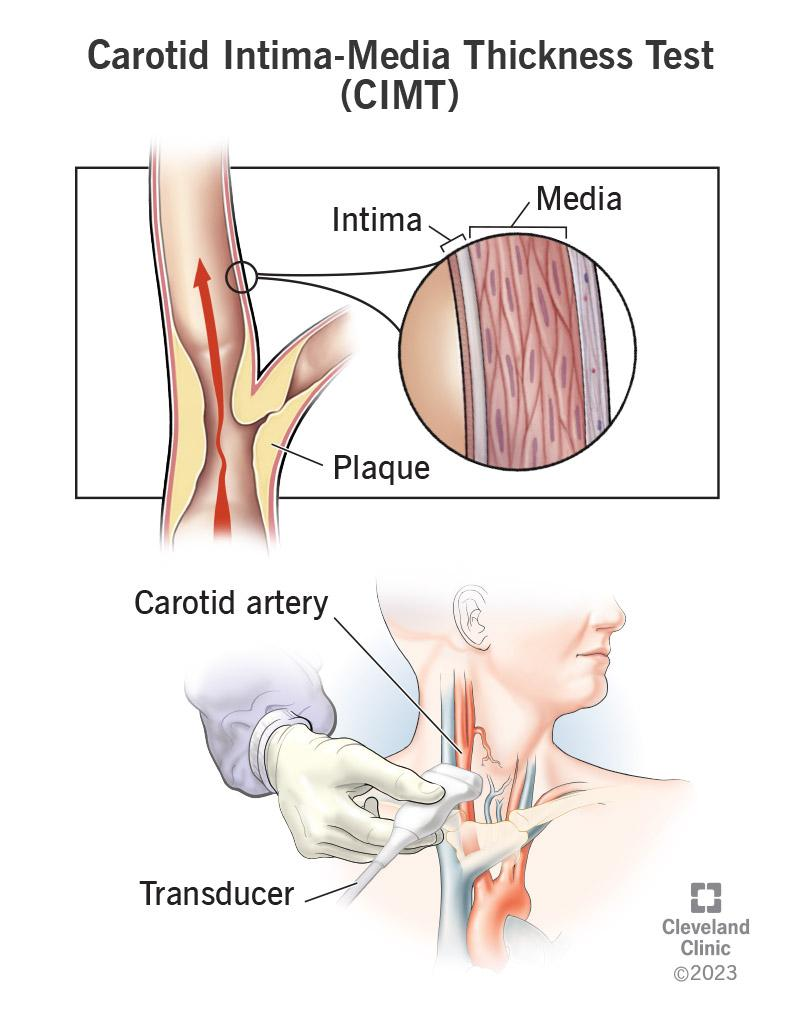 Carotid Intima-Media Thickness Test
(CIMT)
Intima
Media
Plaque
Carotid artery
Transducer
Cleveland
Clinic
©2023